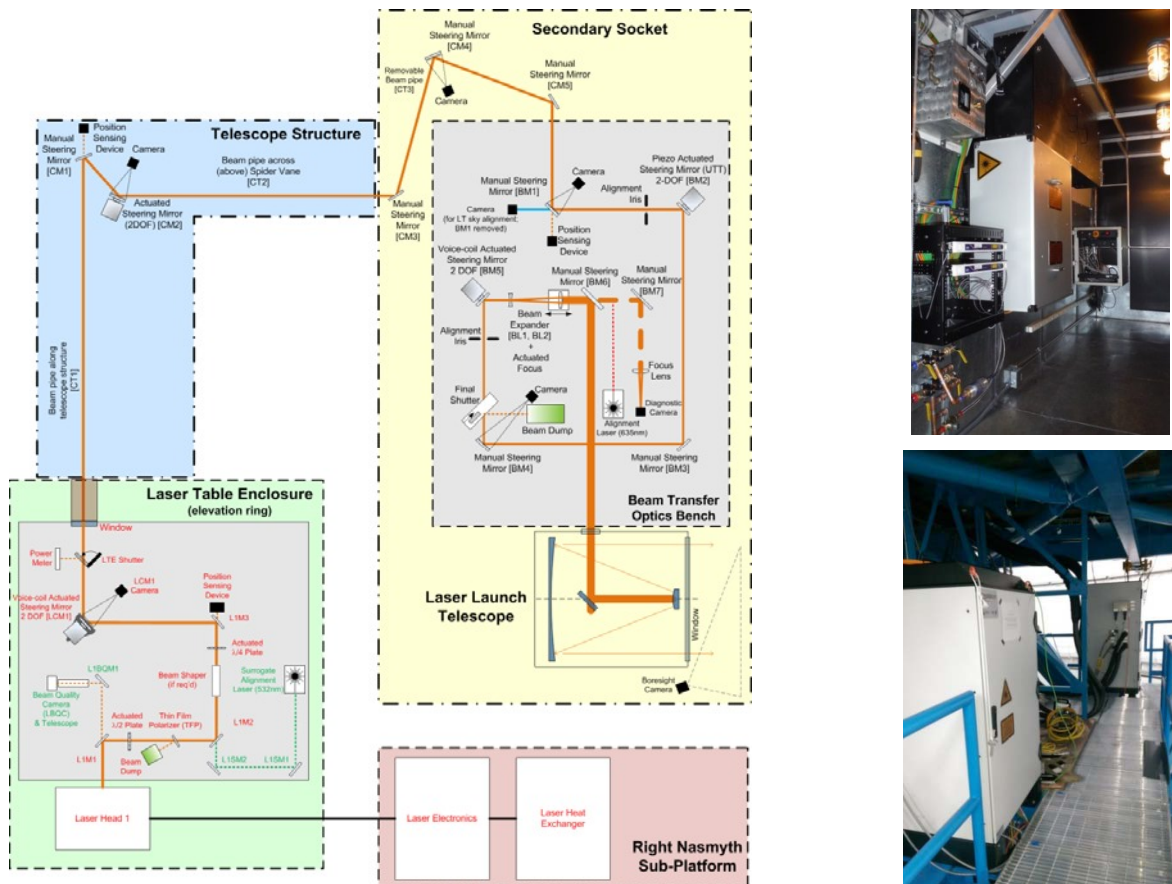 Secondary Socket
Manual
Steering Mirror
[CM4]
Removable
Beam pipe
[CT3]
Camera
Manual
Steering Mirror
[CM5]
Telescope Structure
Manual
Steering
Mirror
[CM1]
Position
Sensing
Device
Camera
Beam pipe across
(above) Spider Vane
[CT2]
Actuated
Steering Mirror
(2DOF) [CM2]
Manual
Steering
Mirror
[CM3]
Beam pipe along
telescope structure
[CT1]
Manual Steering
Mirror [BM1]
Camera
Alignment
Iris
Piezo Actuated
Steering Mirror (UTT)
2-DOF [BM2]
Camera
(for LT sky alignment:
BM1 removed)
Position
Sensing
Device
Voice-coil Actuated
Steering Mirror
2 DOF [BM5]
Manual Steering
Mirror [BM6]
Manual
Steering Mirror
[BM7]
Beam
Expander
[BL1, BL2]
+
Actuated
Focus
Alignment
Iris
Focus
Lens
Final
Shutter
Camera
Beam Dump
Alignment
Laser (635nm)
Diagnostic
Camera
Manual Steering
Mirror [BM4]
Manual Steering
Mirror [BM3]
Beam Transfer
Optics Bench
Laser Launch
Telescope
Window
Boresight
Camera
Laser Table Enclosure
(elevation ring)
Window
Power
Meter
LTE Shutter
LCM1
Camera
Position
Sensing
Device
Voice-coil Actuated
Steering Mirror
2 DOF [LCM1]
L1M3
Actuated
λ/4 Plate
L1BQM1
Beam Shaper
(if req'd)
Surrogate
Alignment
Laser (532nm)
Beam Quality
Camera
(LBQC)
& Telescope
Actuated
λ/2 Plate
Thin Film
Polarizer (TFP)
L1M2
L1M1
Beam
Dump
L1SM2
L1SM1
Laser Head 1
Laser Electronics
Laser Heat
Exchanger
Right Nasmyth
Sub-Platform